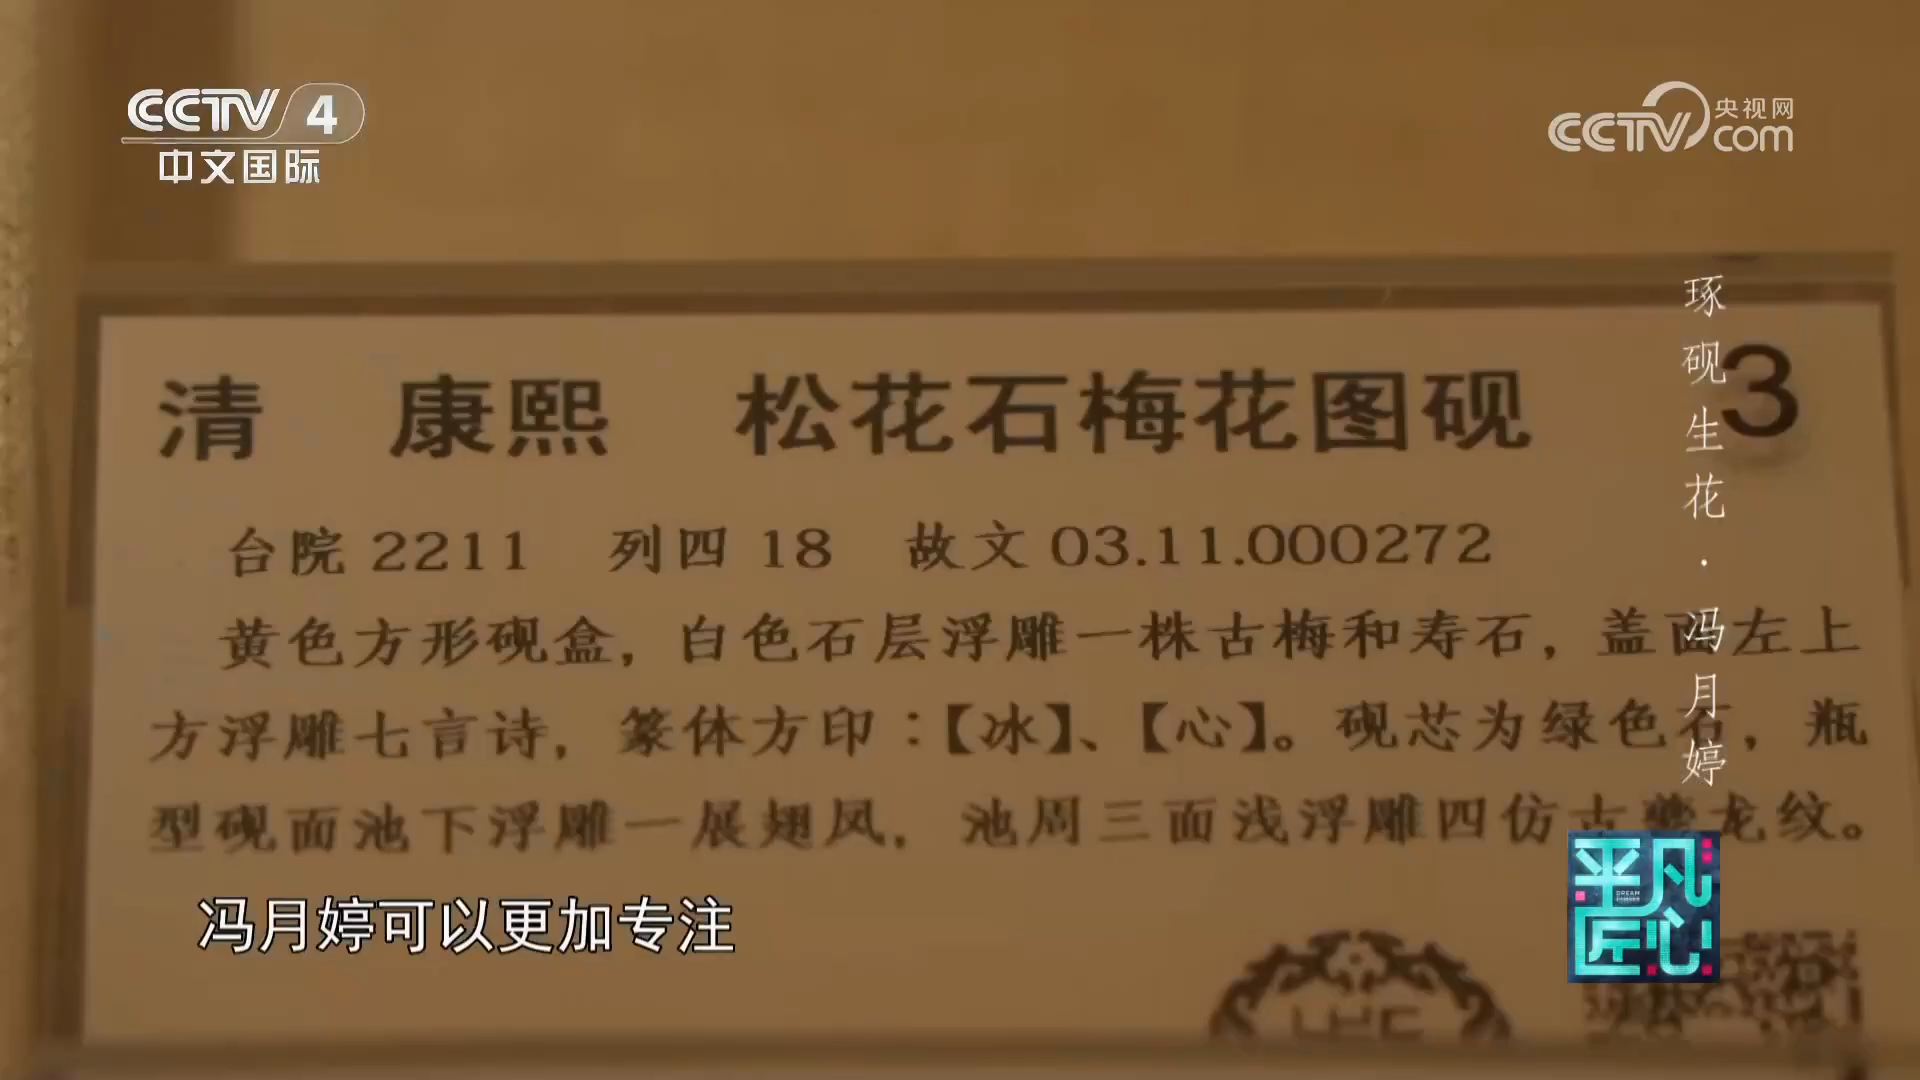 CCTV 4
中文国际
央视网
CCTV com
清 康熙 松花石梅花图砚
3
台院 2211 列四 18 故文 03.11.000272
黄色方形砚盒，白色石层浮雕一株古梅和寿石，盖面左上
方浮雕七言诗，篆体方印：【冰】、【心】。砚芯为绿色石，瓶
型砚面池下浮雕一展翅凤，池周三面浅浮雕四仿古夔龙纹。
琢砚生花·冯月婷
冯月婷可以更加专注
平凡匠心